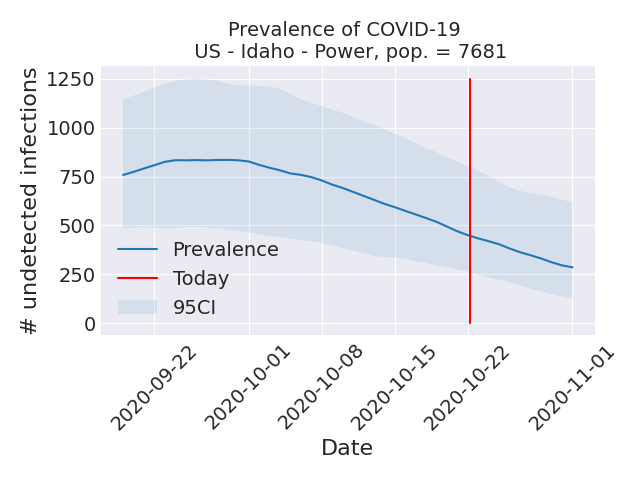 Prevalence of COVID-19
US - Idaho - Power, pop. = 7681
# undetected infections
1250
1000
750
500
250
0
Prevalence
Today
95CI
2020-09-22
2020-10-01
2020-10-08
2020-10-15
2020-10-22
2020-11-01
Date